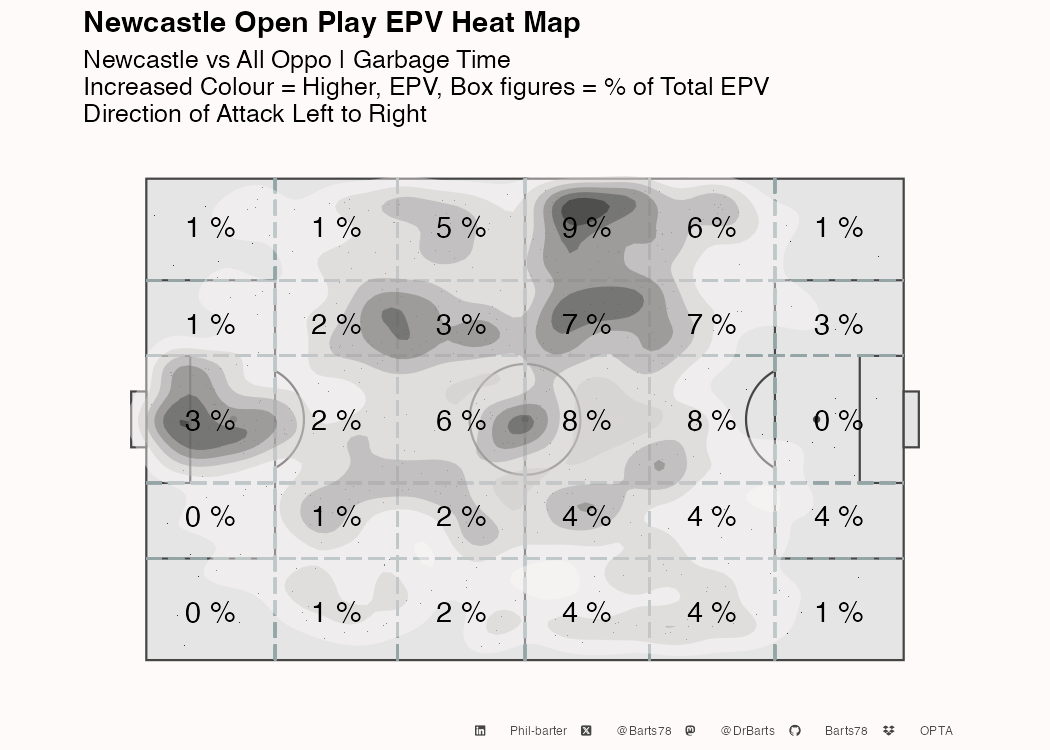 Newcastle Open Play EPV Heat Map
Newcastle vs All Oppo | Garbage Time
Increased Colour = Higher, EPV, Box figures = % of Total EPV
Direction of Attack Left to Right
1 % 1 % 5 % 9 % 6 % 1 %
1 % 2 % 3 % 7 % 7 % 3 %
3 % 2 % 6 % 8 % 8 % 0 %
0 % 1 % 2 % 4 % 4 % 4 %
0 % 1 % 2 % 4 % 4 % 1 %
Phil-barter @Barts78 @DrBarts Barts78 OPTA